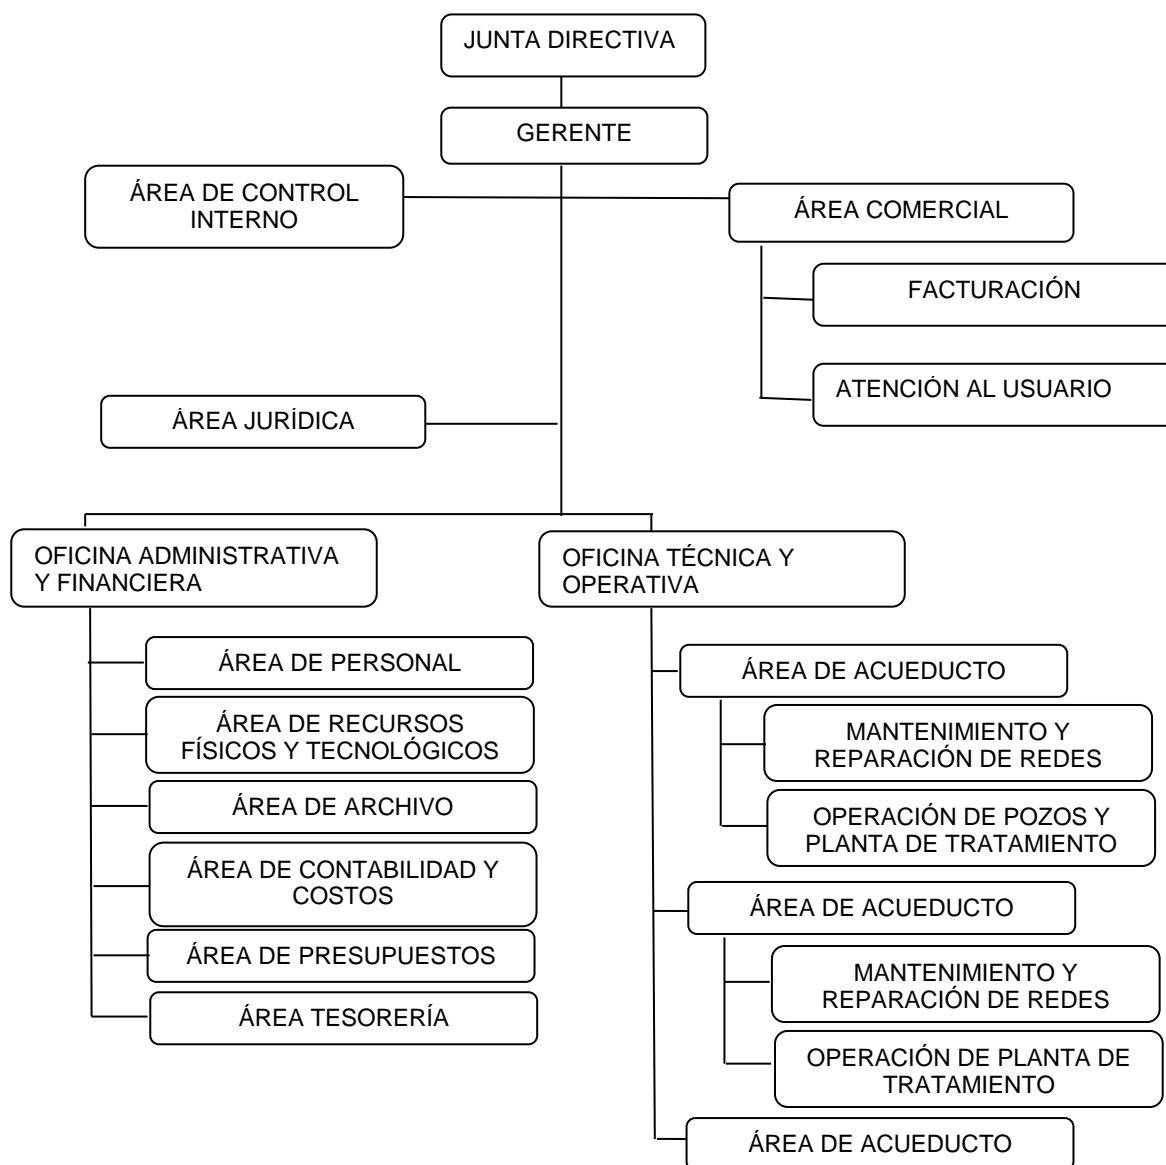 JUNTA DIRECTIVA
GERENTE
ÁREA DE CONTROL
INTERNO
ÁREA COMERCIAL
FACTURACIÓN
ATENCIÓN AL USUARIO
ÁREA JURÍDICA
OFICINA ADMINISTRATIVA
Y FINANCIERA
ÁREA DE PERSONAL
ÁREA DE RECURSOS
FÍSICOS Y TECNOLÓGICOS
ÁREA DE ARCHIVO
ÁREA DE CONTABILIDAD Y
COSTOS
ÁREA DE PRESUPUESTOS
ÁREA TESORERÍA
OFICINA TÉCNICA Y
OPERATIVA
ÁREA DE ACUEDUCTO
MANTENIMIENTO Y
REPARACIÓN DE REDES
OPERACIÓN DE POZOS Y
PLANTA DE TRATAMIENTO
ÁREA DE ACUEDUCTO
MANTENIMIENTO Y
REPARACIÓN DE REDES
OPERACIÓN DE PLANTA DE
TRATAMIENTO
ÁREA DE ACUEDUCTO